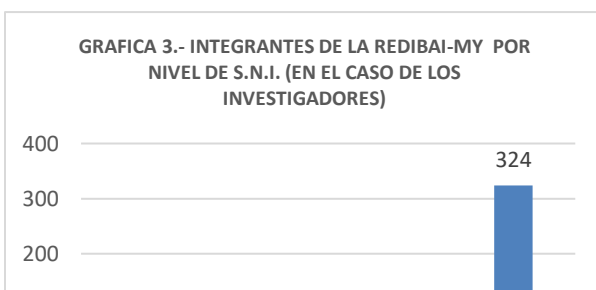 GRAFICA 3.- INTEGRANTES DE LA REDIBAI-MY POR
NIVEL DE S.N.I. (EN EL CASO DE LOS
INVESTIGADORES)
400
324
300
200